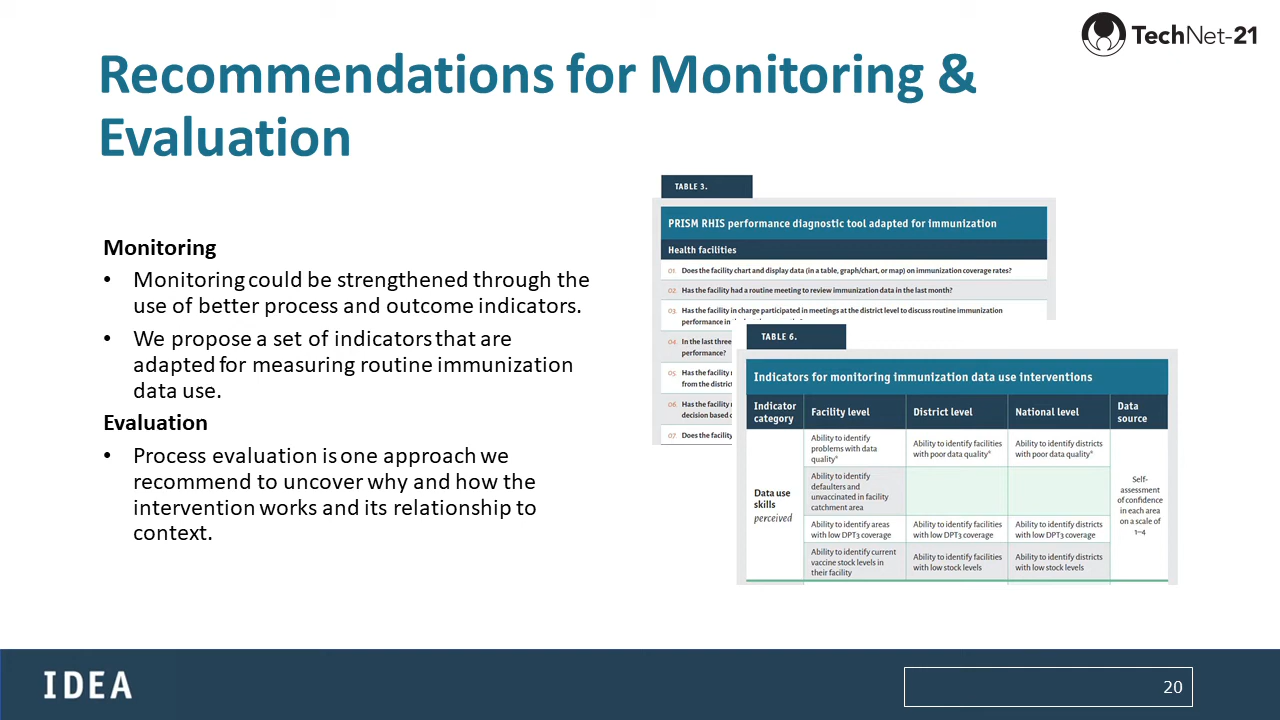 TechNet-21
Recommendations for Monitoring &
Evaluation
Monitoring
• Monitoring could be strengthened through the
use of better process and outcome indicators.
• We propose a set of indicators that are
adapted for measuring routine immunization
data use.
Evaluation
• Process evaluation is one approach we
recommend to uncover why and how the
intervention works and its relationship to
context.
TABLE 3.
PRISM RHIS performance diagnostic tool adapted for immunization
Health facilities
01. Does the facility chart and display data (in a table, graph/chart, or map) on immunization coverage rates?
02. Has the facility had a routine meeting to review immunization data in the last month?
03. Has the facility in charge participated in meetings at the district level to discuss routine immunization
performance in
04. In the last three
performance?
05. Has the facility
from the district
06. Has the facility
decision based
07. Does the facility
TABLE 6.
Indicators for monitoring immunization data use interventions
Indicator
category
Facility level
District level
National level
Data
source
Data use
skills
perceived
Ability to identify
problems with data
quality*
Ability to identify facilities
with poor data quality*
Ability to identify districts
with poor data quality*
Ability to identify
defaulters and
unvaccinated in facility
catchment area
Ability to identify areas
with low DPT3 coverage
Ability to identify facilities
with low DPT3 coverage
Ability to identify districts
with low DPT3 coverage
Ability to identify current
vaccine stock levels in
their facility
Ability to identify facilities
with low stock levels
Ability to identify districts
with low stock levels
Self-
assessment
of confidence
in each area
on a scale of
1–4
IDEA
20